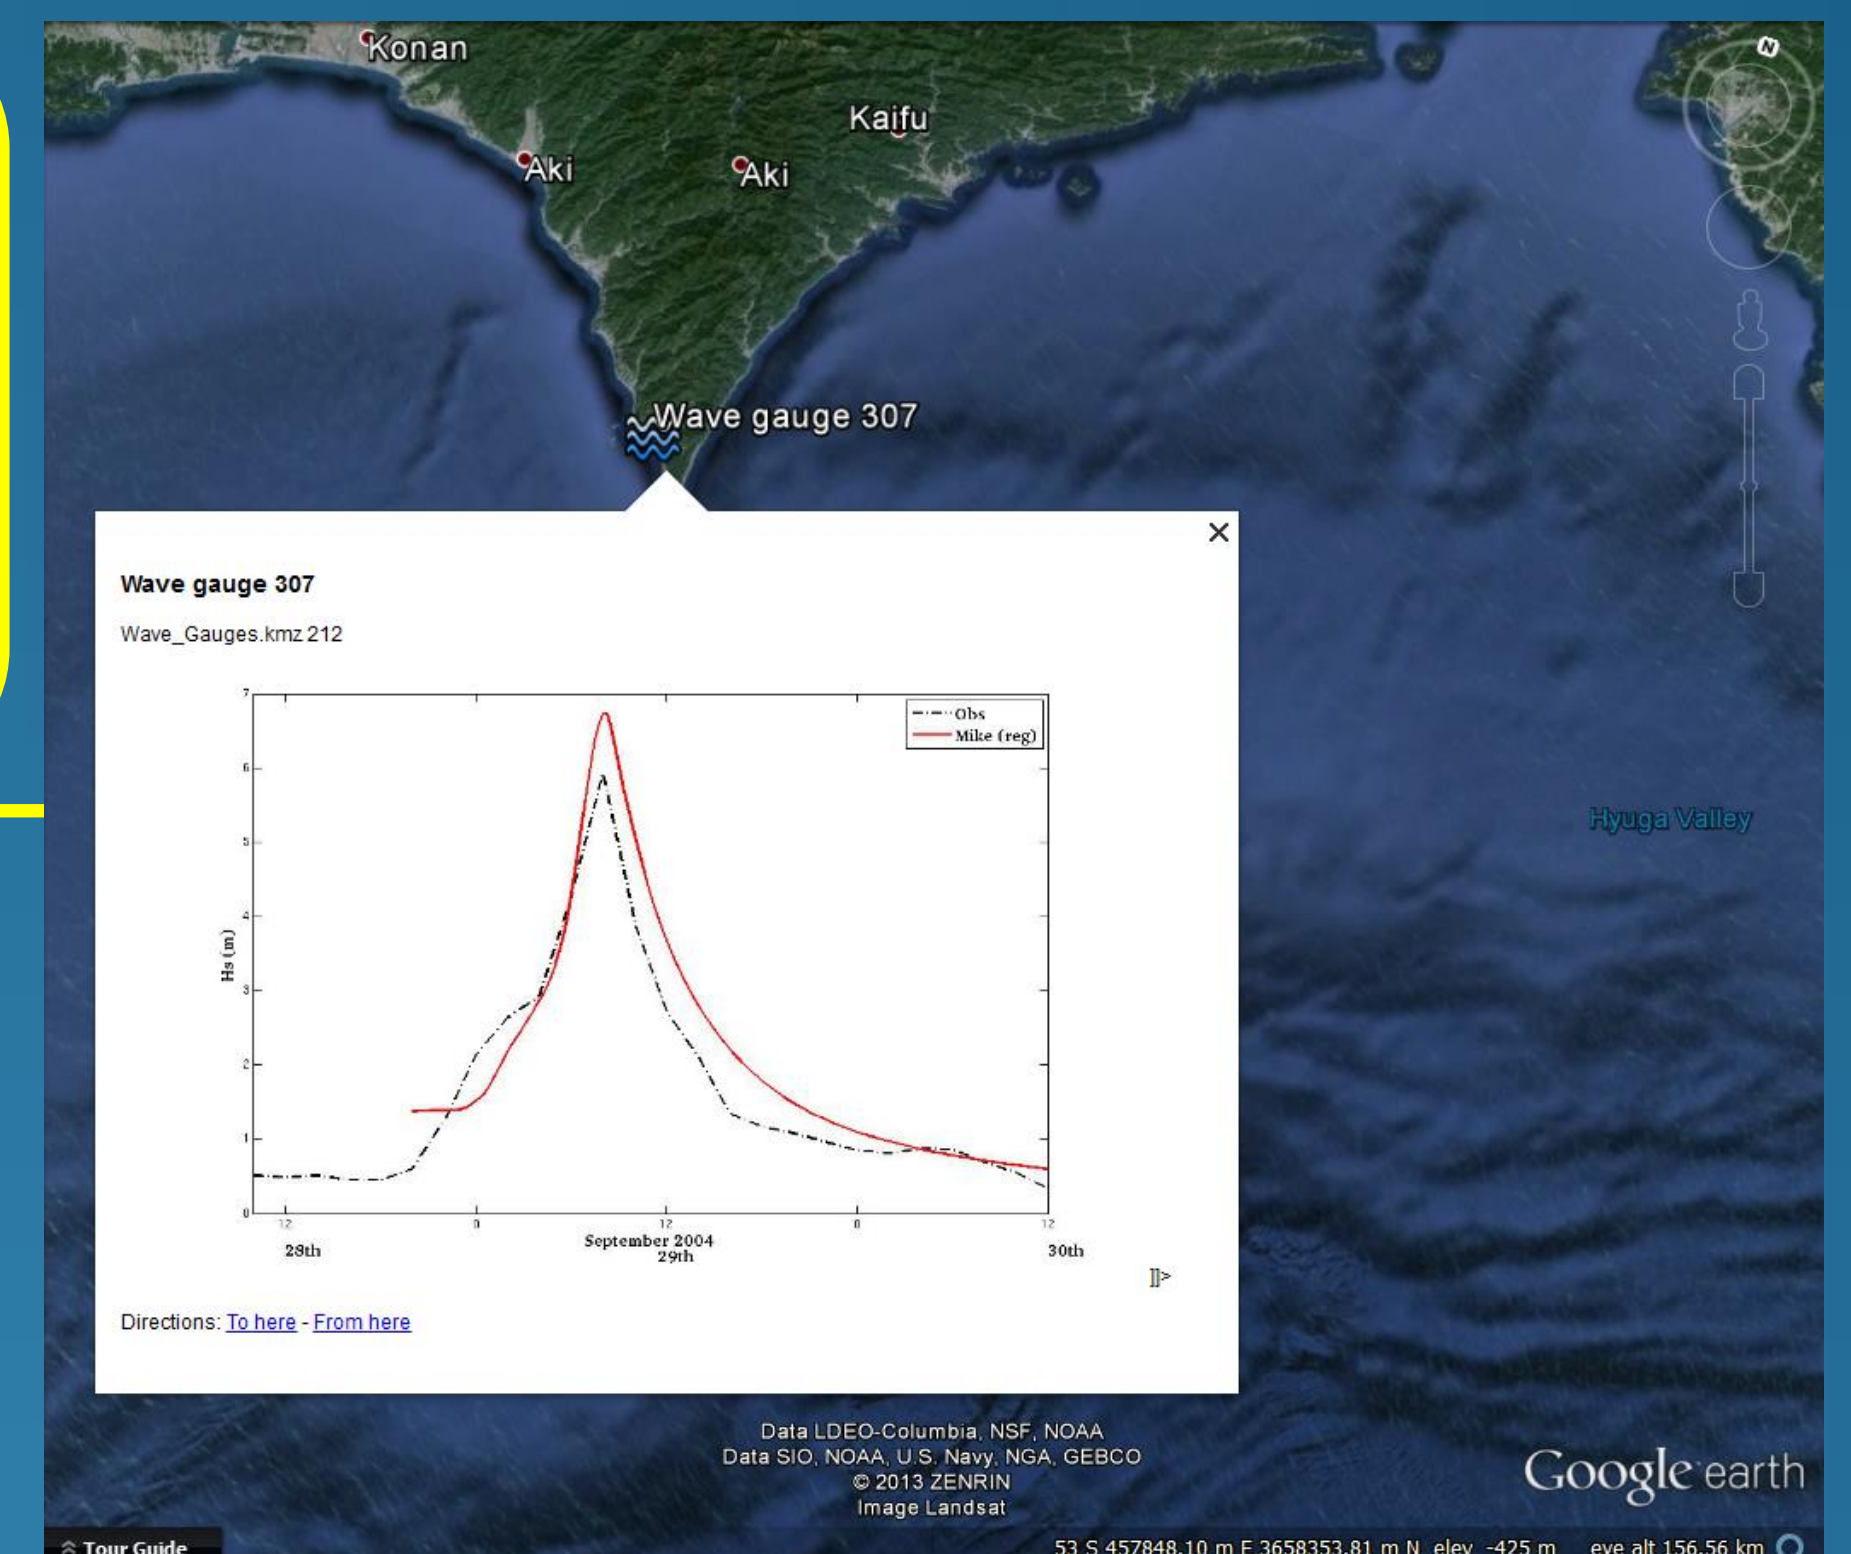 Konan
Kaifu
Aki
Aki
Wave gauge 307
Wave gauge 307
Wave_Gauges.kmz 212
7
Obs
Mike (reg)
6
5
4
Hs (m)
3
2
1
0
12 0 12 0 12
September 2004
28th 29th 30th
]]>
Directions: To here - From here
Hyuga Valley
N
Data LDEO-Columbia, NSF, NOAA
Data SIO, NOAA, U.S. Navy, NGA, GEBCO
© 2013 ZENRIN
Image Landsat
Google earth
Tour Guide
53 S 457848.10 m E 3658353.81 m N elev -425 m eye alt 156.56 km